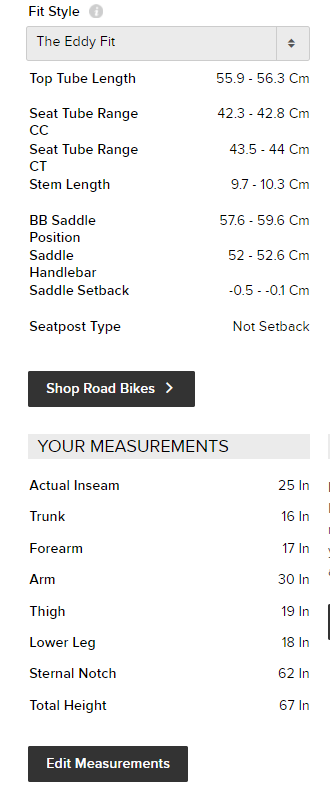 Fit Style i
The Eddy Fit
Top Tube Length 55.9 - 56.3 Cm
Seat Tube Range 42.3 - 42.8 Cm
CC
Seat Tube Range 43.5 - 44 Cm
CT
Stem Length 9.7 - 10.3 Cm
BB Saddle 57.6 - 59.6 Cm
Position
Saddle 52 - 52.6 Cm
Handlebar
Saddle Setback -0.5 - -0.1 Cm
Seatpost Type Not Setback
Shop Road Bikes
YOUR MEASUREMENTS
Actual Inseam 25 In
Trunk 16 In
Forearm 17 In
Arm 30 In
Thigh 19 In
Lower Leg 18 In
Sternal Notch 62 In
Total Height 67 In
Edit Measurements